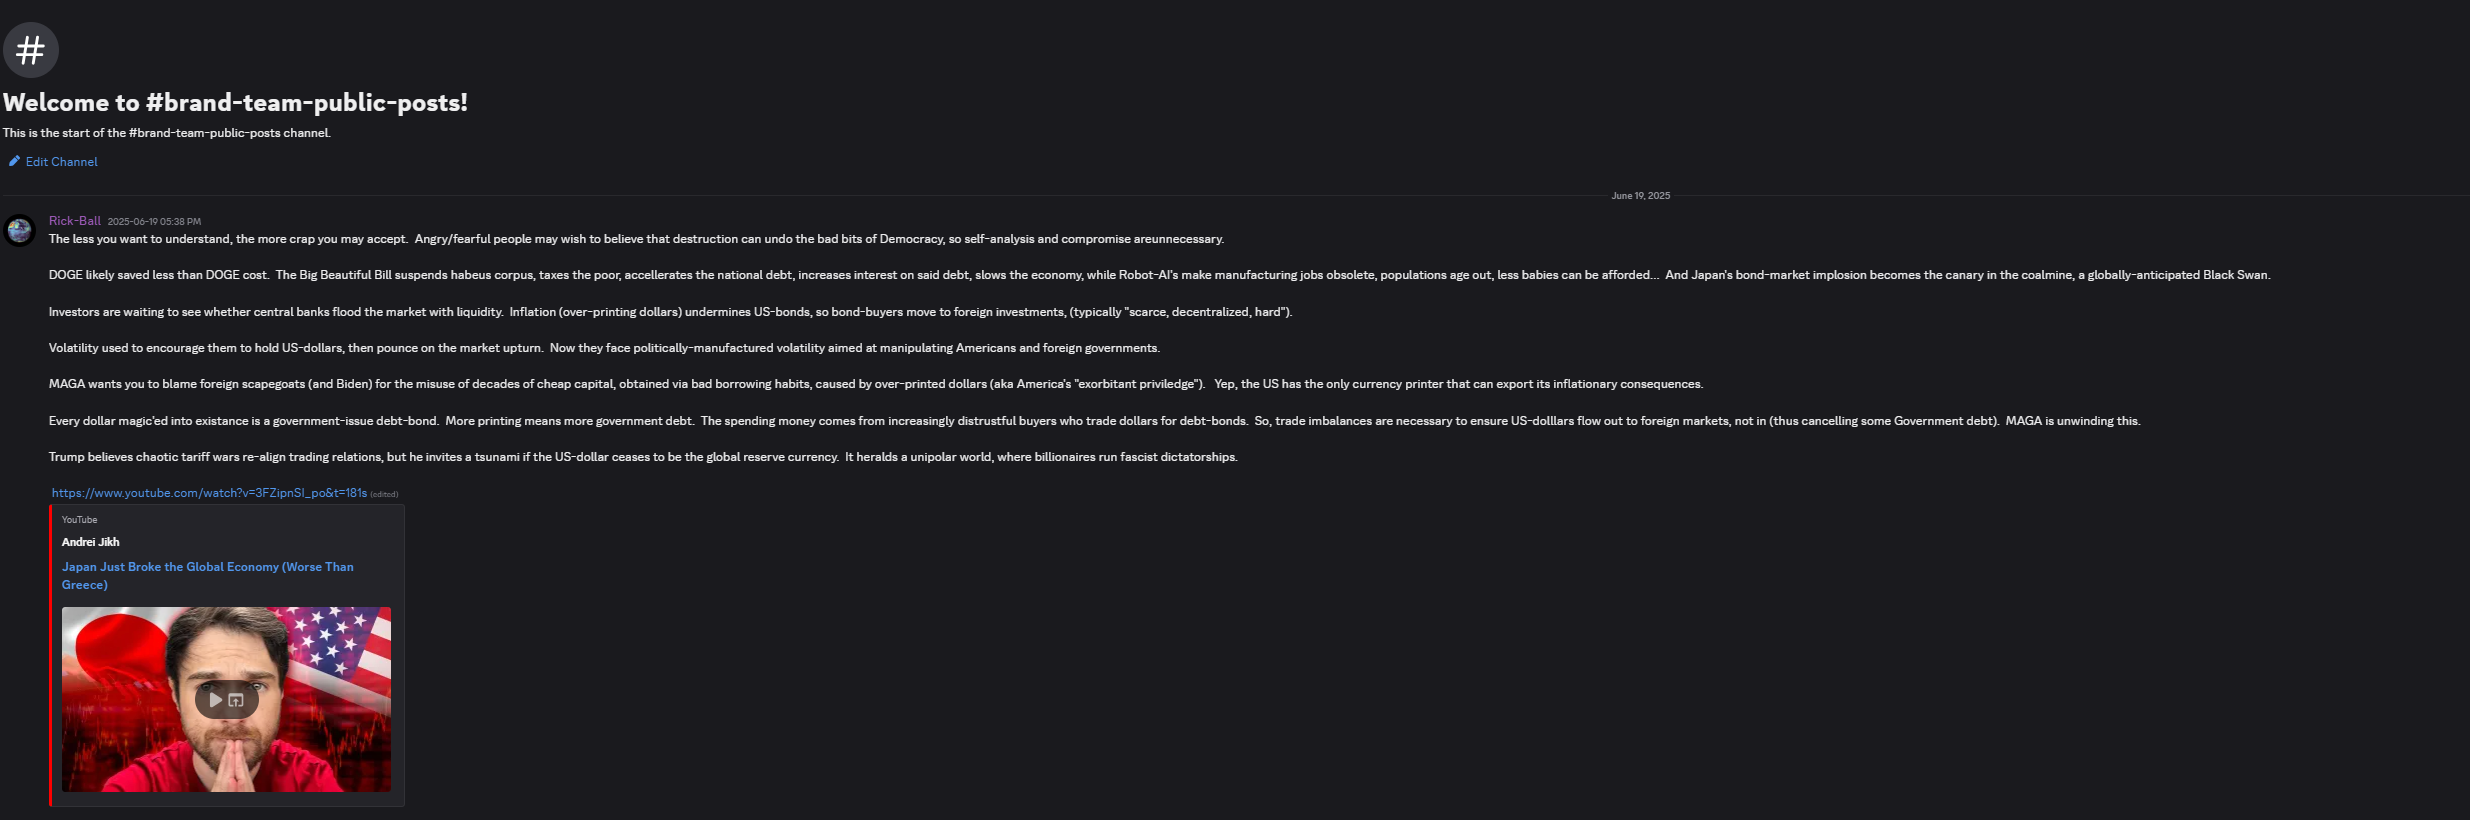 #
Welcome to #brand-team-public-posts!
This is the start of the #brand-team-public-posts channel.
Edit Channel
June 19, 2025
Rick-Ball 2025-06-19 05:38 PM
The less you want to understand, the more crap you may accept.  Angry/fearful people may wish to believe that destruction can undo the bad bits of Democracy, so self-analysis and compromise areunnecessary.
DOGE likely saved less than DOGE cost.  The Big Beautiful Bill suspends habeus corpus, taxes the poor, accellerates the national debt, increases interest on said debt, slows the economy, while Robot-AI's make manufacturing jobs obsolete, populations age out, less babies can be afforded...  And Japan's bond-market implosion becomes the canary in the coalmine, a globally-anticipated Black Swan.
Investors are waiting to see whether central banks flood the market with liquidity.  Inflation (over-printing dollars) undermines US-bonds, so bond-buyers move to foreign investments, (typically "scarce, decentralized, hard").
Volatility used to encourage them to hold US-dollars, then pounce on the market upturn.  Now they face politically-manufactured volatility aimed at manipulating Americans and foreign governments.
MAGA wants you to blame foreign scapegoats (and Biden) for the misuse of decades of cheap capital, obtained via bad borrowing habits, caused by over-printed dollars (aka America's "exorbitant priviledge").   Yep, the US has the only currency printer that can export its inflationary consequences.
Every dollar magic'ed into existance is a government-issue debt-bond.  More printing means more government debt.  The spending money comes from increasingly distrustful buyers who trade dollars for debt-bonds.  So, trade imbalances are necessary to ensure US-dolllars flow out to foreign markets, not in (thus cancelling some Government debt).  MAGA is unwinding this.
Trump believes chaotic tariff wars re-align trading relations, but he invites a tsunami if the US-dollar ceases to be the global reserve currency.  It heralds a unipolar world, where billionaires run fascist dictatorships.
https://www.youtube.com/watch?v=3FZipnSI_po&t=181s (edited)
YouTube
Andrei Jikh
Japan Just Broke the Global Economy (Worse Than
Greece)